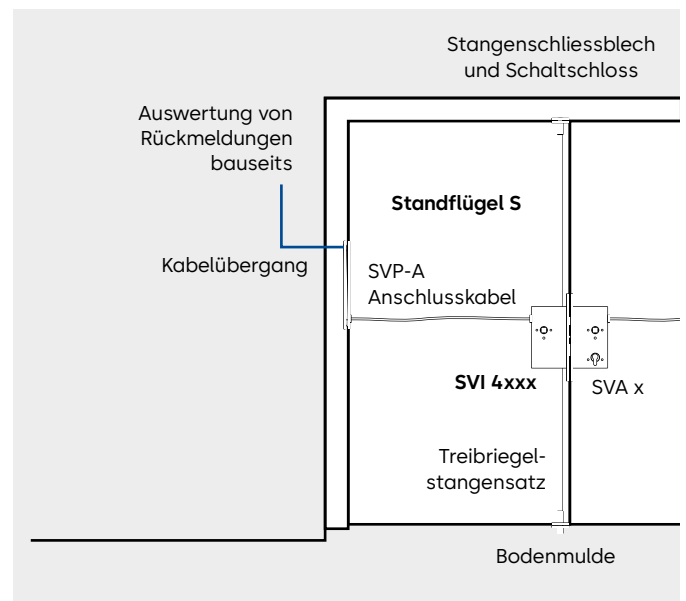 Stangenschliessblech
und Schaltschloss
Auswertung von
Rückmeldungen
bauseits
Standflügel S
Kabelübergang
SVP-A
Anschlusskabel
SVI 4xxx
SVA x
Treibriegel-
stangensatz
Bodenmulde